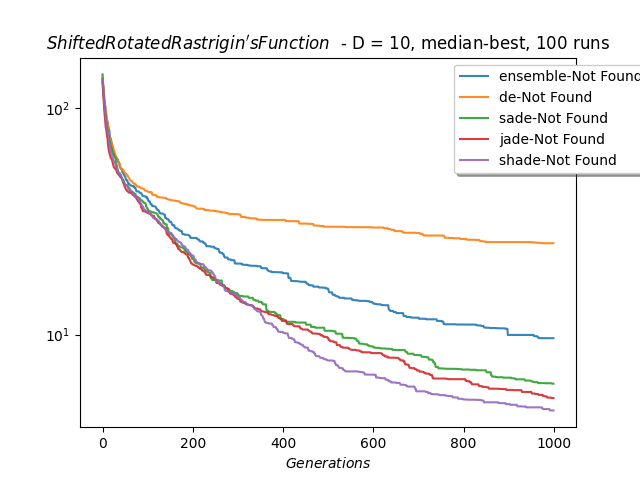 ShiftedRotatedRastrigin'sFunction - D = 10, median-best, 100 runs
ensemble-Not Found
de-Not Found
sade-Not Found
jade-Not Found
shade-Not Found
10²
10¹
0 200 400 600 800 1000
Generations